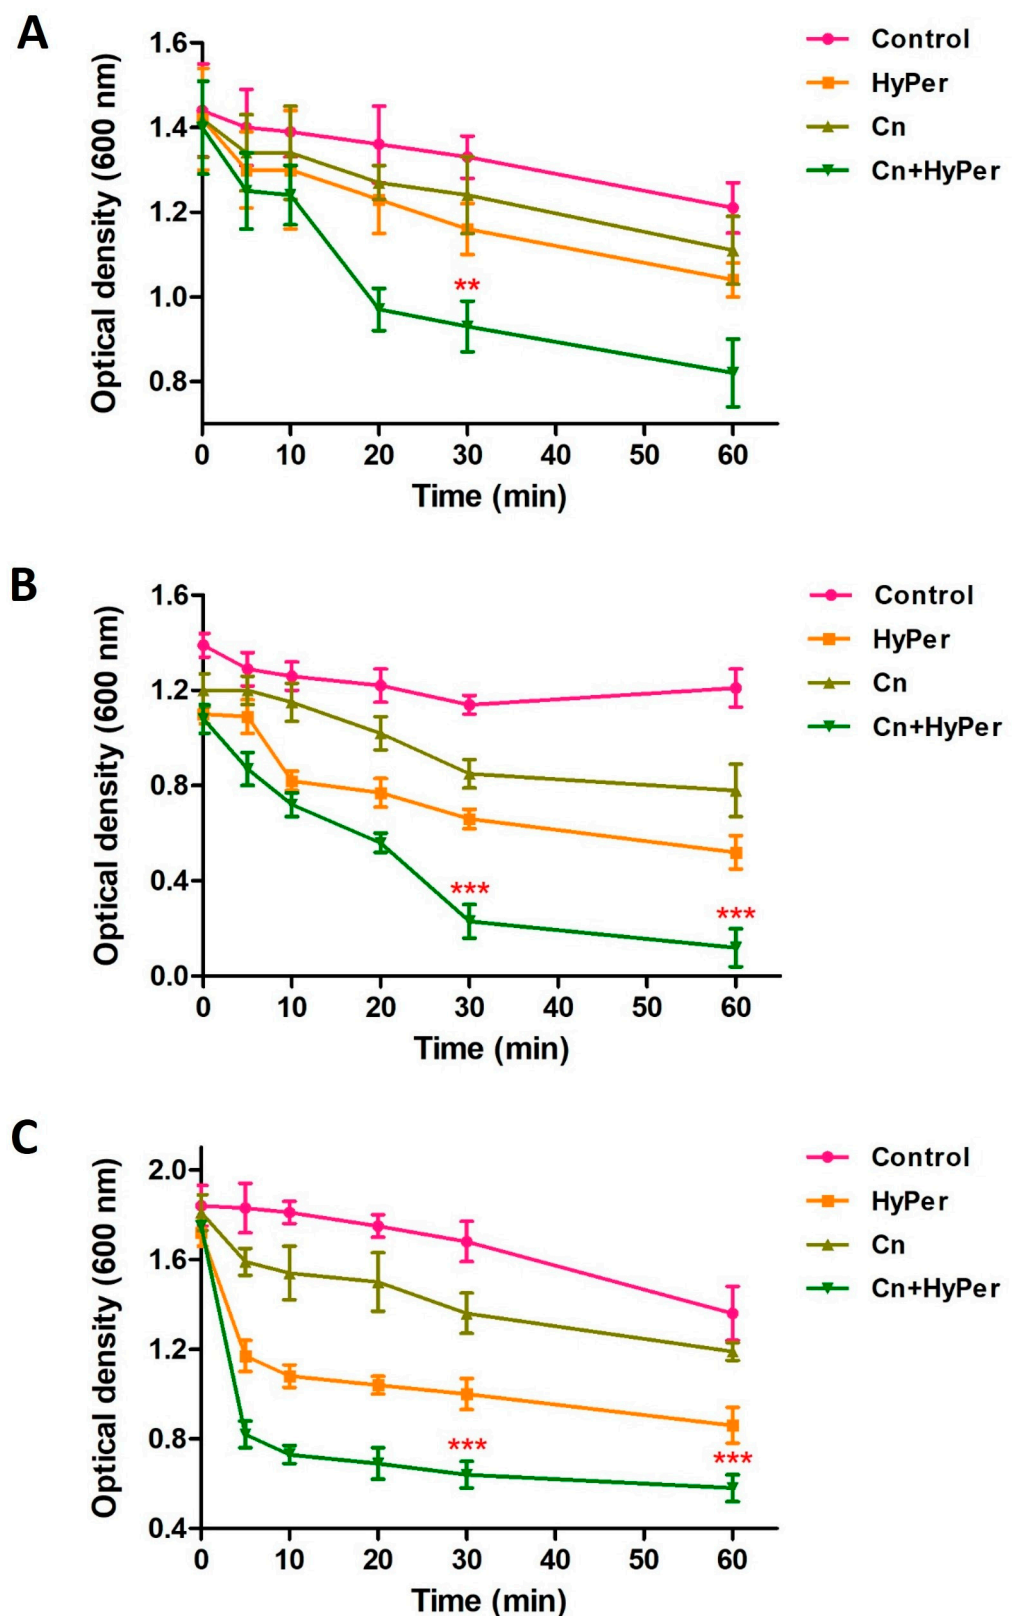 A
Optical density (600 nm)
1.6
1.4
1.2
1.0
0.8
**
0 10 20 30 40 50 60
Time (min)
Control
HyPer
Cn
Cn+HyPer
B
Optical density (600 nm)
1.6
1.2
0.8
0.4
0.0
***
***
0 10 20 30 40 50 60
Time (min)
Control
HyPer
Cn
Cn+HyPer
C
Optical density (600 nm)
2.0
1.6
1.2
0.8
0.4
***
***
0 10 20 30 40 50 60
Time (min)
Control
HyPer
Cn
Cn+HyPer